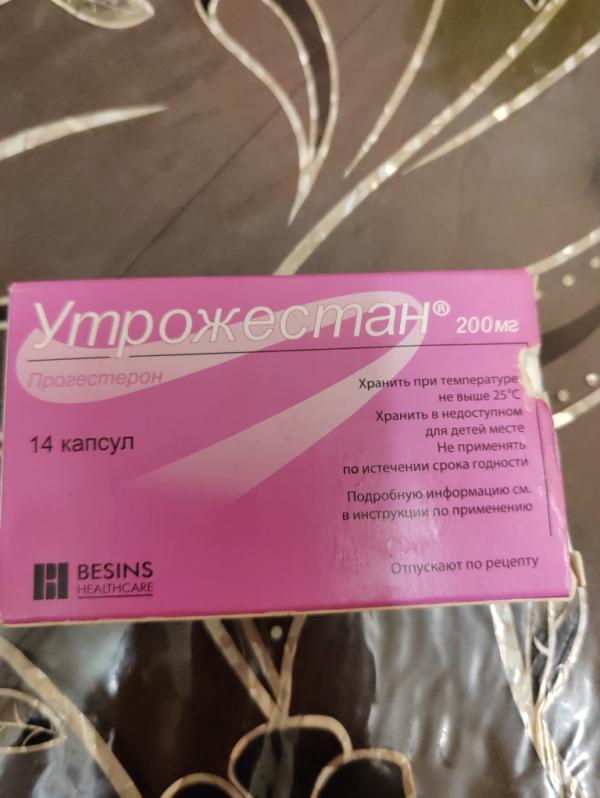 Утрожестан® 200мг
Прогестерон
14 капсул
Хранить при температуре
не выше 25°С
Хранить в недоступном
для детей месте
Не применять
по истечении срока годности
Подробную информацию см.
в инструкции по применению
BESINS
HEALTHCARE
Отпускают по рецепту